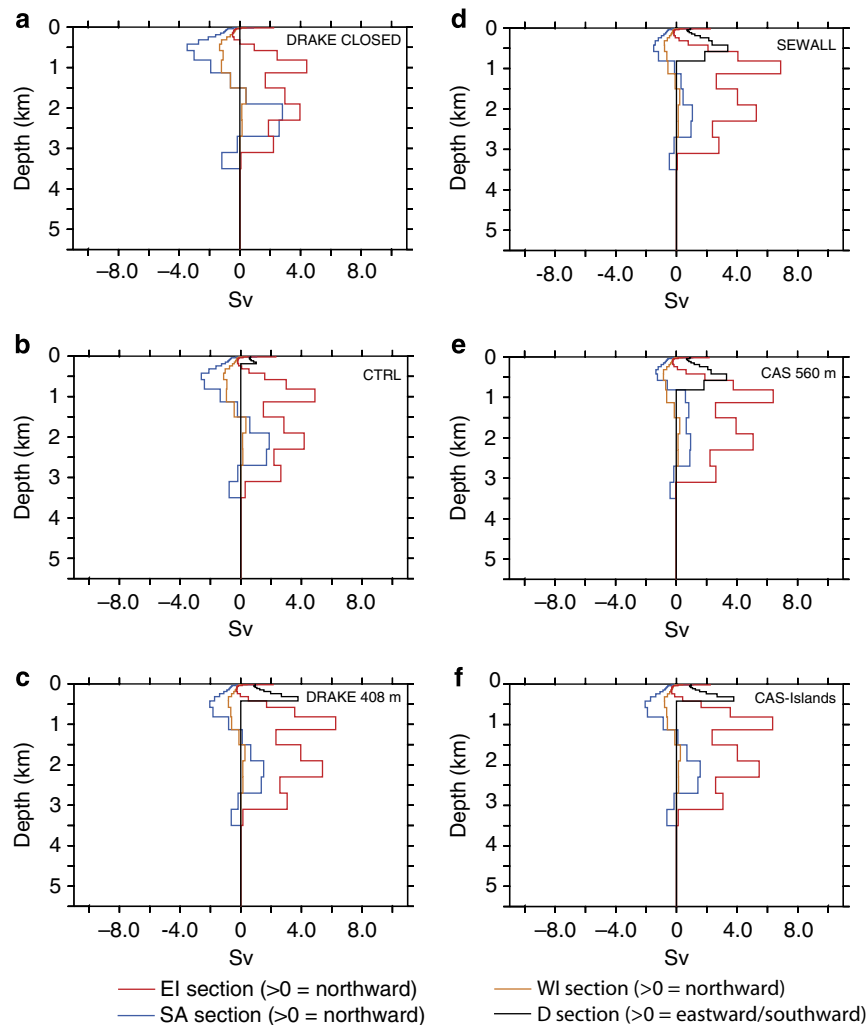 a
DRAKE CLOSED
0
1
2
3
4
5
Depth (km)
–8.0 –4.0 0 4.0 8.0
Sv
b
CTRL
0
1
2
3
4
5
Depth (km)
–8.0 –4.0 0 4.0 8.0
Sv
c
DRAKE 408 m
0
1
2
3
4
5
Depth (km)
–8.0 –4.0 0 4.0 8.0
Sv
d
SEWALL
0
1
2
3
4
5
Depth (km)
-8.0 –4.0 0 4.0 8.0
Sv
e
CAS 560 m
0
1
2
3
4
5
Depth (km)
–8.0 –4.0 0 4.0 8.0
Sv
f
CAS-Islands
0
1
2
3
4
5
Depth (km)
–8.0 –4.0 0 4.0 8.0
Sv
EI section (>0 = northward)
SA section (>0 = northward)
WI section (>0 = northward)
D section (>0 = eastward/southward)